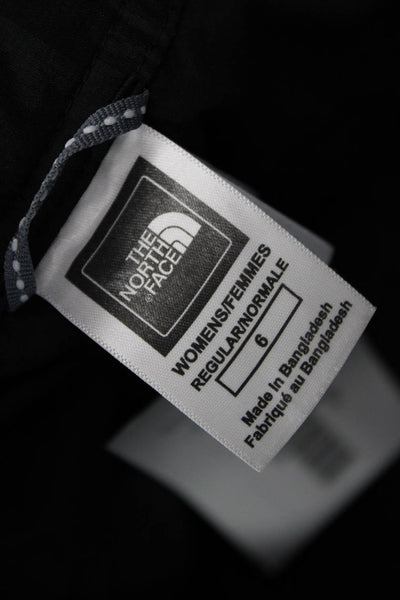 THE
NORTH
FACE
WOMENS/FEMMES
REGULAR/NORMALE
6
Made in Bangladesh
Fabriqué au Bangladesh